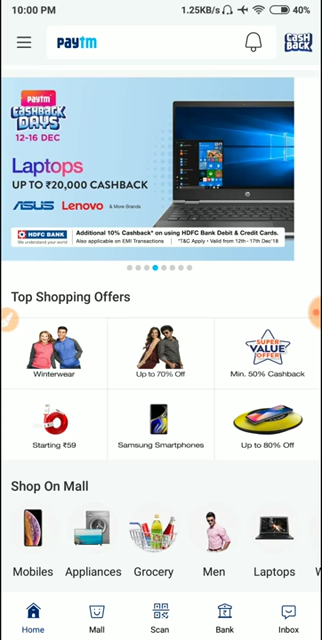 10:00 PM 1.25KB/s 40%
paytm
CASH BACK
paytm
CASHBACK
DAYS
12-16 DEC
Laptops
UP TO ₹20,000 CASHBACK
ASUS Lenovo & More Brands
HDFC BANK
We understand your world
Additional 10% Cashback* on using HDFC Bank Debit & Credit Cards.
Also applicable on EMI Transactions *T&C Apply • Valid from 12th - 17th Dec'18
Top Shopping Offers
SUPER
VALUE
OFFER
Winterwear Up to 70% Off Min. 50% Cashback
Starting ₹59 Samsung Smartphones Up to 80% Off
Shop On Mall
Mobiles Appliances Grocery Men Laptops
Home Mall Scan Bank Inbox